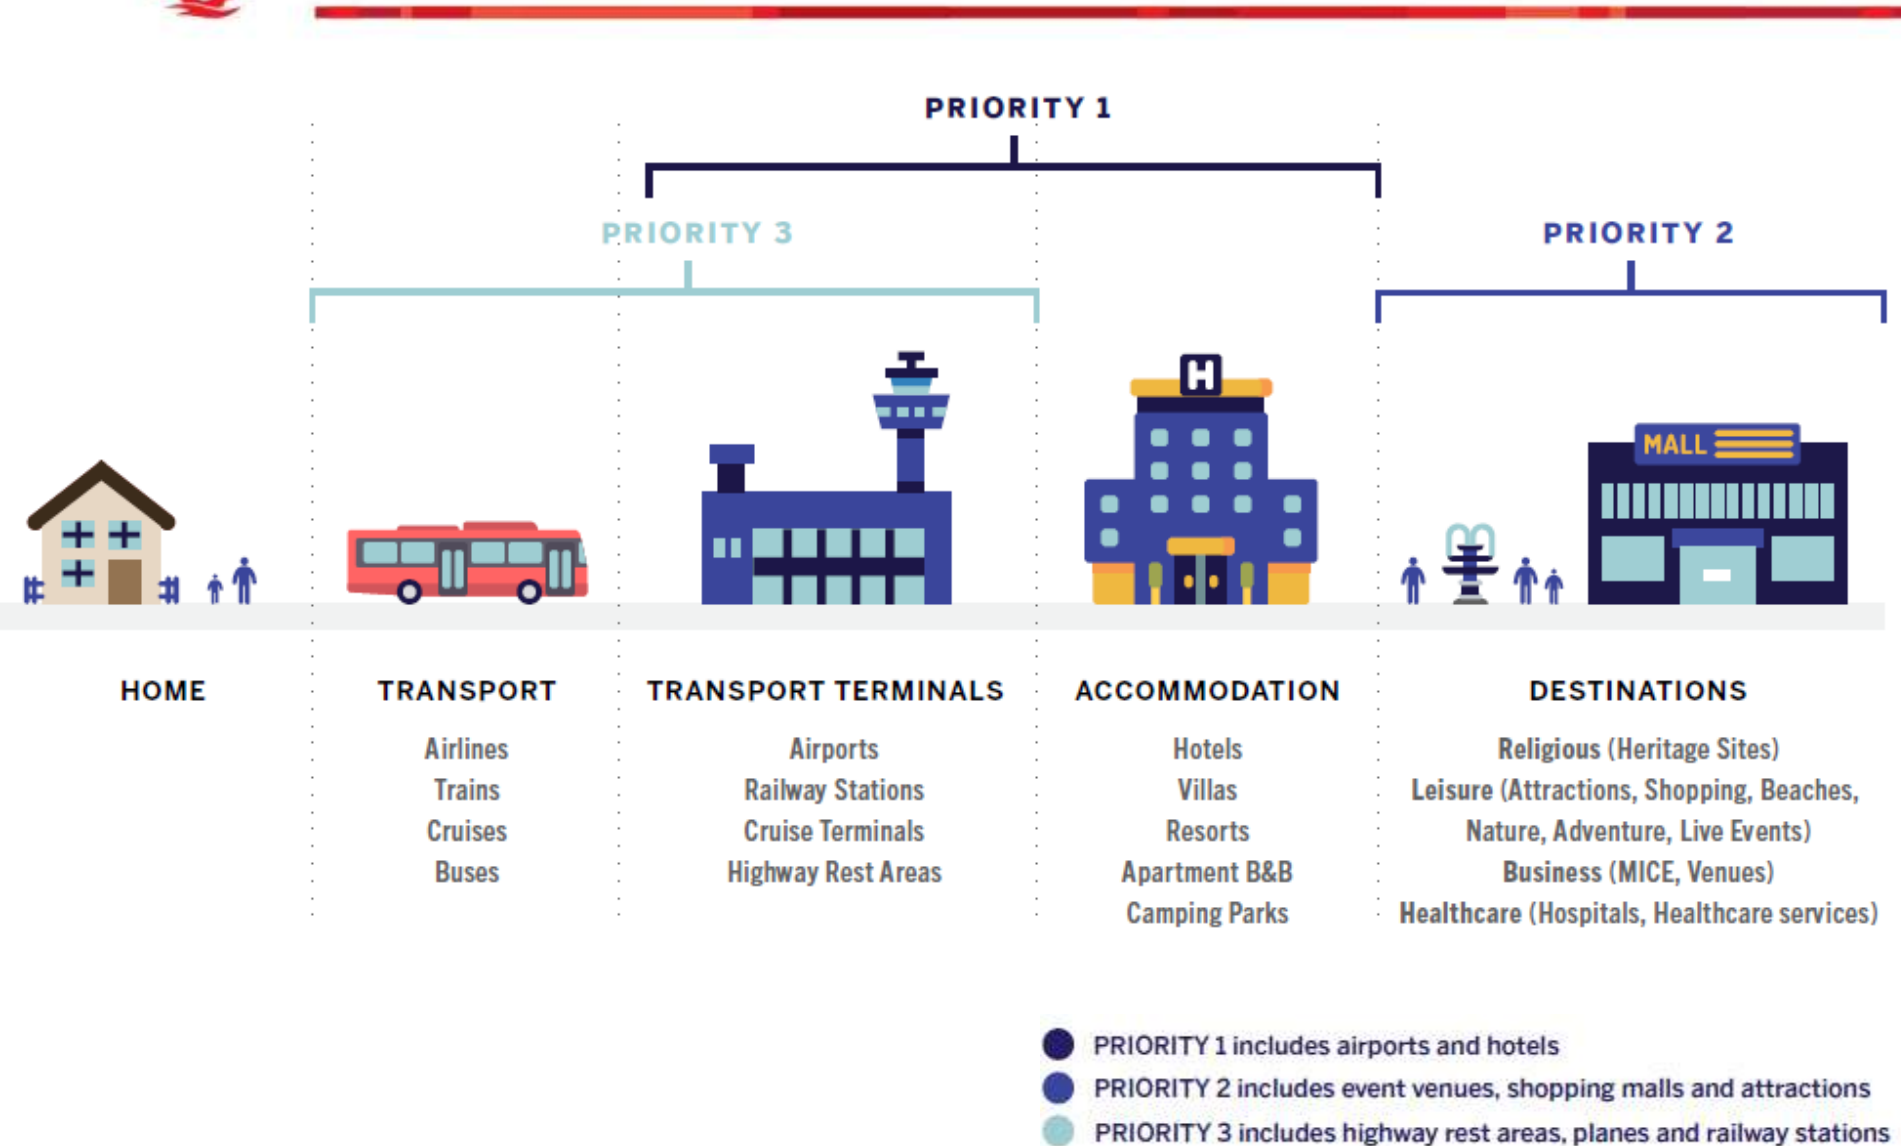 PRIORITY 1
PRIORITY 3
PRIORITY 2
H
MALL
HOME
TRANSPORT
Airlines
Trains
Cruises
Buses
TRANSPORT TERMINALS
Airports
Railway Stations
Cruise Terminals
Highway Rest Areas
ACCOMMODATION
Hotels
Villas
Resorts
Apartment B&B
Camping Parks
DESTINATIONS
Religious (Heritage Sites)
Leisure (Attractions, Shopping, Beaches,
Nature, Adventure, Live Events)
Business (MICE, Venues)
Healthcare (Hospitals, Healthcare services)
PRIORITY 1 includes airports and hotels
PRIORITY 2 includes event venues, shopping malls and attractions
PRIORITY 3 includes highway rest areas, planes and railway stations